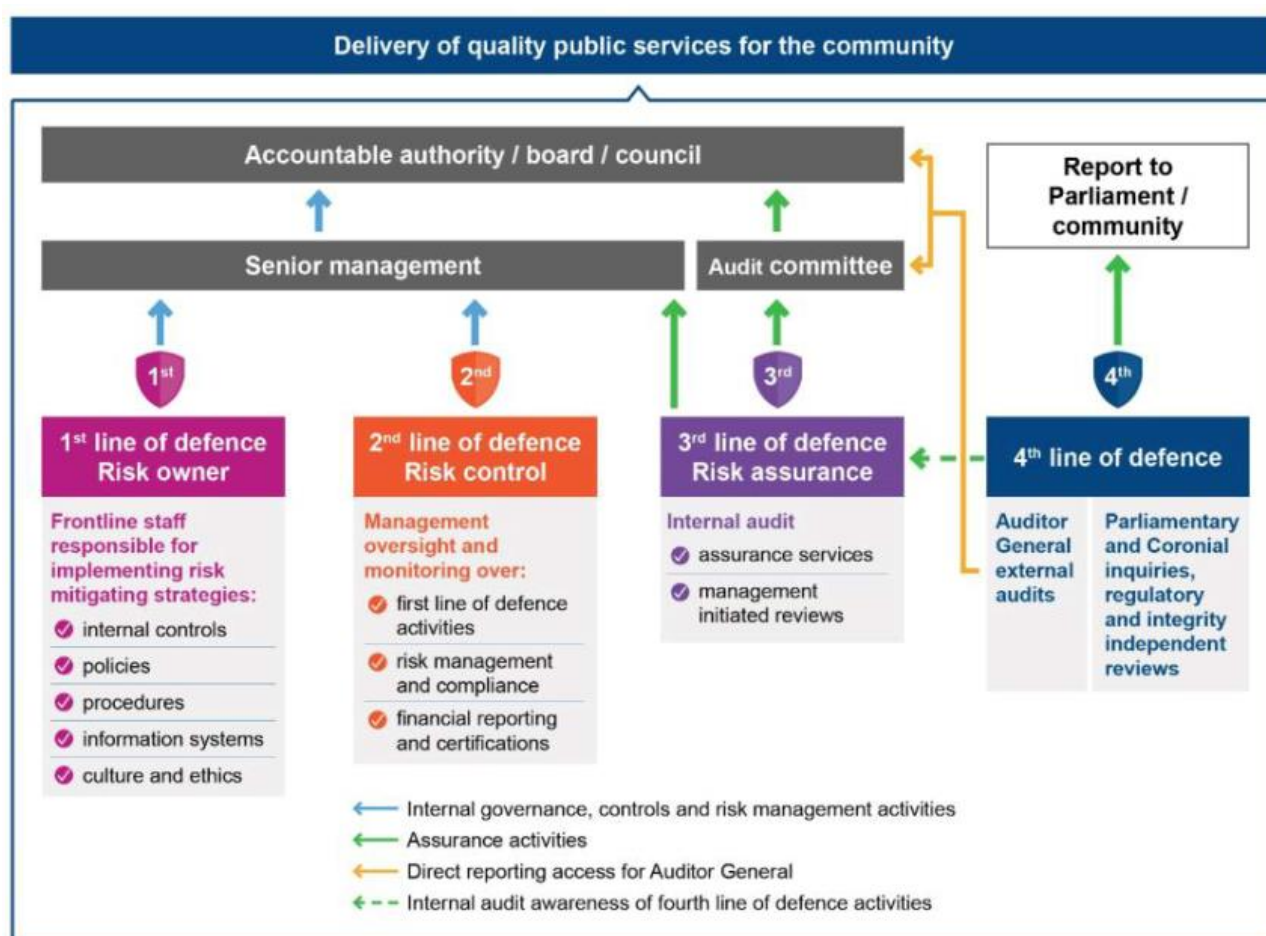 Delivery of quality public services for the community
Accountable authority / board / council
Report to
Parliament /
community
Senior management
Audit committee
1st
2nd
3rd
4th
1st line of defence
Risk owner
Frontline staff
responsible for
implementing risk
mitigating strategies:
internal controls
policies
procedures
information systems
culture and ethics
2nd line of defence
Risk control
Management
oversight and
monitoring over:
first line of defence
activities
risk management
and compliance
financial reporting
and certifications
3rd line of defence
Risk assurance
Internal audit
assurance services
management
initiated reviews
4th line of defence
Auditor
General
external
audits
Parliamentary
and Coronial
inquiries,
regulatory
and integrity
independent
reviews
Internal governance, controls and risk management activities
Assurance activities
Direct reporting access for Auditor General
Internal audit awareness of fourth line of defence activities